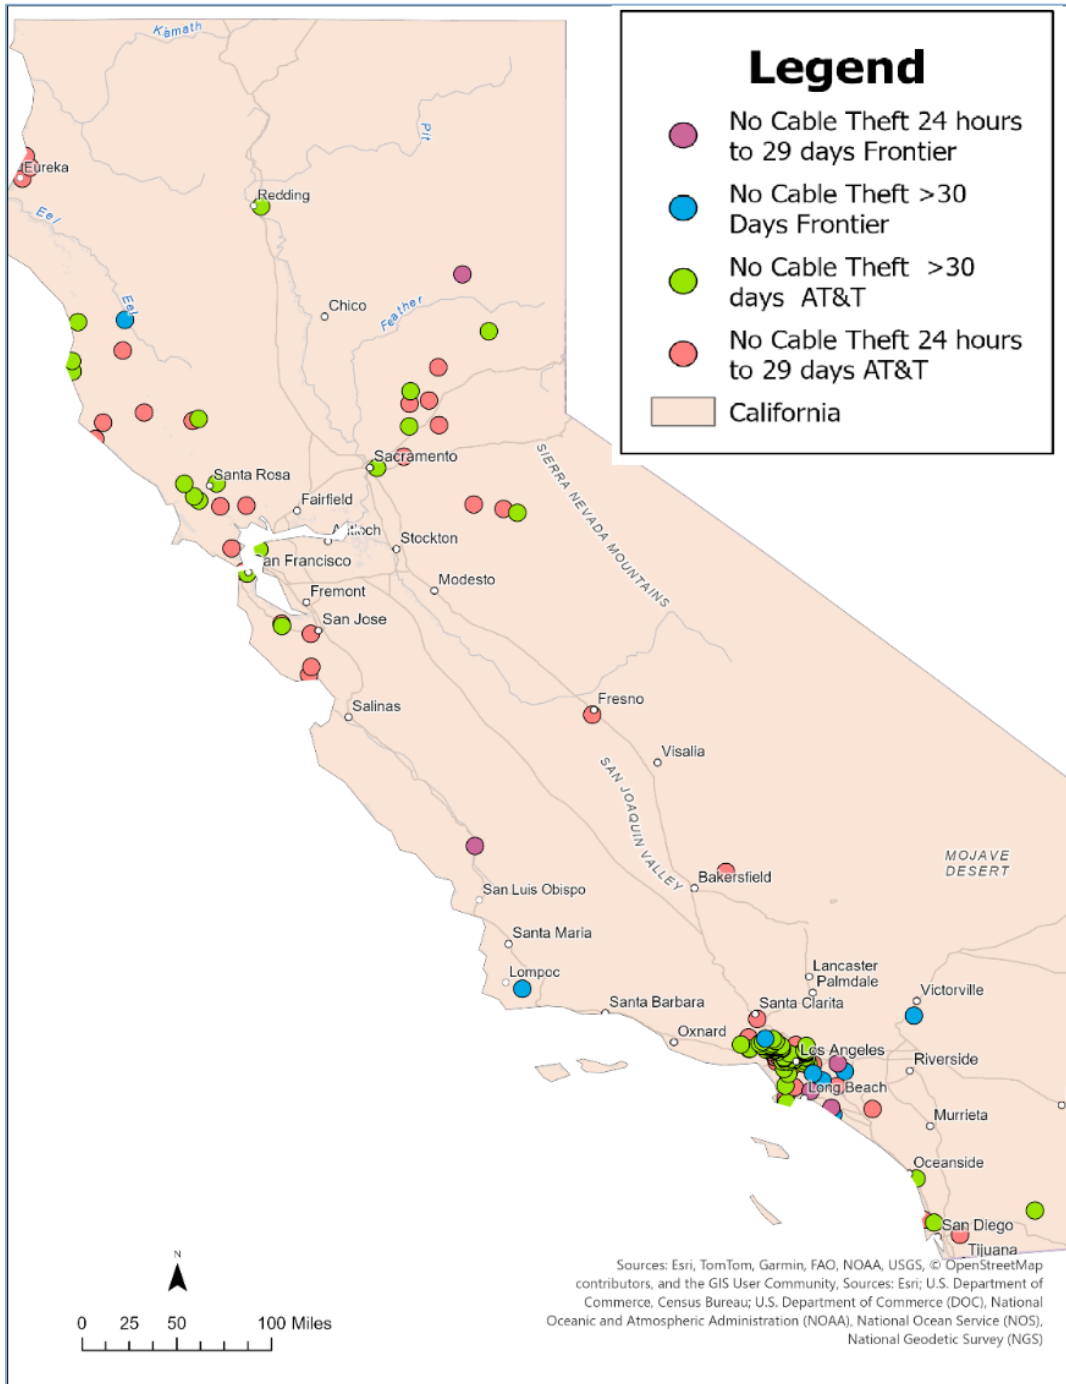 Legend
No Cable Theft 24 hours
to 29 days Frontier
No Cable Theft >30
Days Frontier
No Cable Theft >30
days AT&T
No Cable Theft 24 hours
to 29 days AT&T
California
Kamath
Pit
Eureka
Redding
Eel
Eel
Chico
Feather
Sacramento
SIERRA NEVADA MOUNTAINS
Santa Rosa
Fairfield
Antioch
Stockton
San Francisco
Modesto
Fremont
San Jose
Salinas
Fresno
Visalia
SAN JOAQUIN VALLEY
MOJAVE
DESERT
Bakersfield
San Luis Obispo
Santa Maria
Lompoc
Lancaster
Palmdale
Santa Barbara
Santa Clarita
Victorville
Oxnard
Los Angeles
Riverside
Long Beach
Murrieta
Oceanside
San Diego
Tijuana
N
0 25 50 100 Miles
Sources: Esri, TomTom, Garmin, FAO, NOAA, USGS, © OpenStreetMap
contributors, and the GIS User Community, Sources: Esri; U.S. Department of
Commerce, Census Bureau; U.S. Department of Commerce (DOC), National
Oceanic and Atmospheric Administration (NOAA), National Ocean Service (NOS),
National Geodetic Survey (NGS)